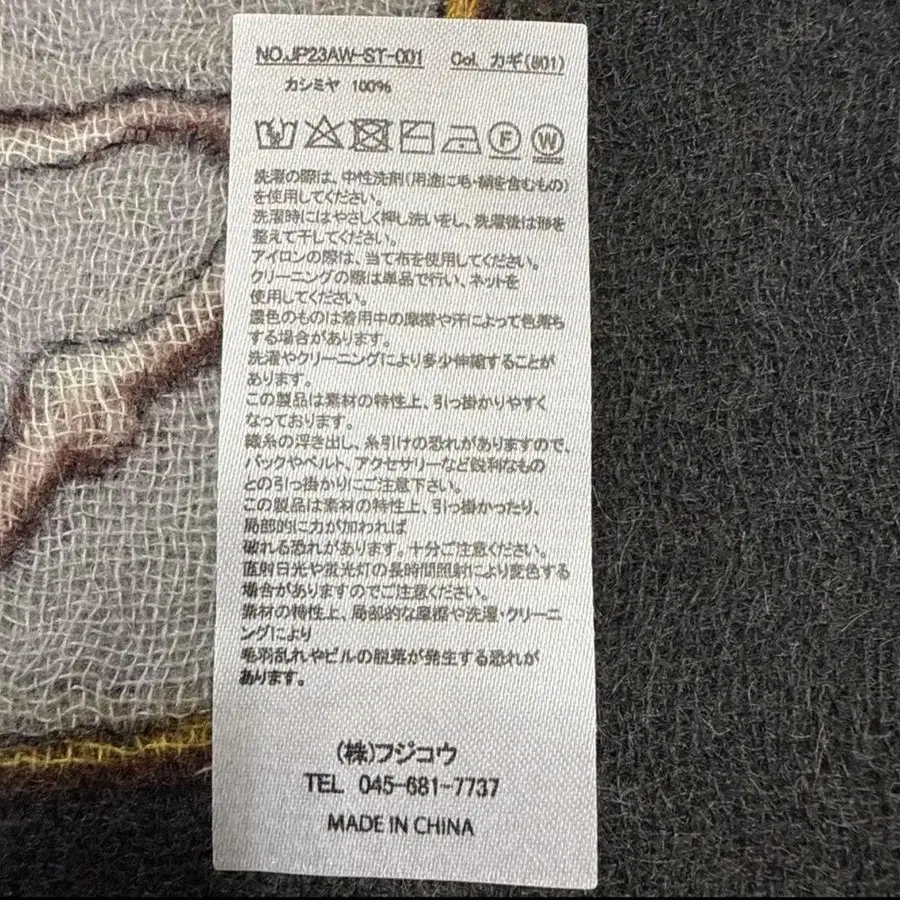 NO.JP23AW-ST-001 Col. カギ(801)
カシミヤ 100%
F W
洗濯の際は、中性洗剤(用途に毛・絹を含むもの)
を使用してください。
洗濯時にはやさしく押し洗いをし、洗濯後は形を
整えて干してください。
アイロンの際は、当て布を使用してください。
クリーニングの際は単品で行い、ネットを
使用してください。
濃色のものは着用中の摩擦や汗によって色落ち
する場合があります。
洗濯やクリーニングにより多少伸縮することが
あります。
この製品は素材の特性上、引っ掛かりやすく
なっております。
織糸の浮き出し、糸引けの恐れがありますので、
バックやベルト、アクセサリーなど鋭利なもの
との引っ掛かりにご注意下さい。
この製品は素材の特性上、引っ掛かったり、
局部的に力が加われば
破れる恐れがあります。十分ご注意ください。
直射日光や蛍光灯の長時間照射により変色する
場合がありますのでご注意ください。
素材の特性上、局部的な摩擦や洗濯・クリーニ
ングにより
毛羽乱れやピルの脱落が発生する恐れが
あります。
(株)フジコウ
TEL 045-681-7737
MADE IN CHINA